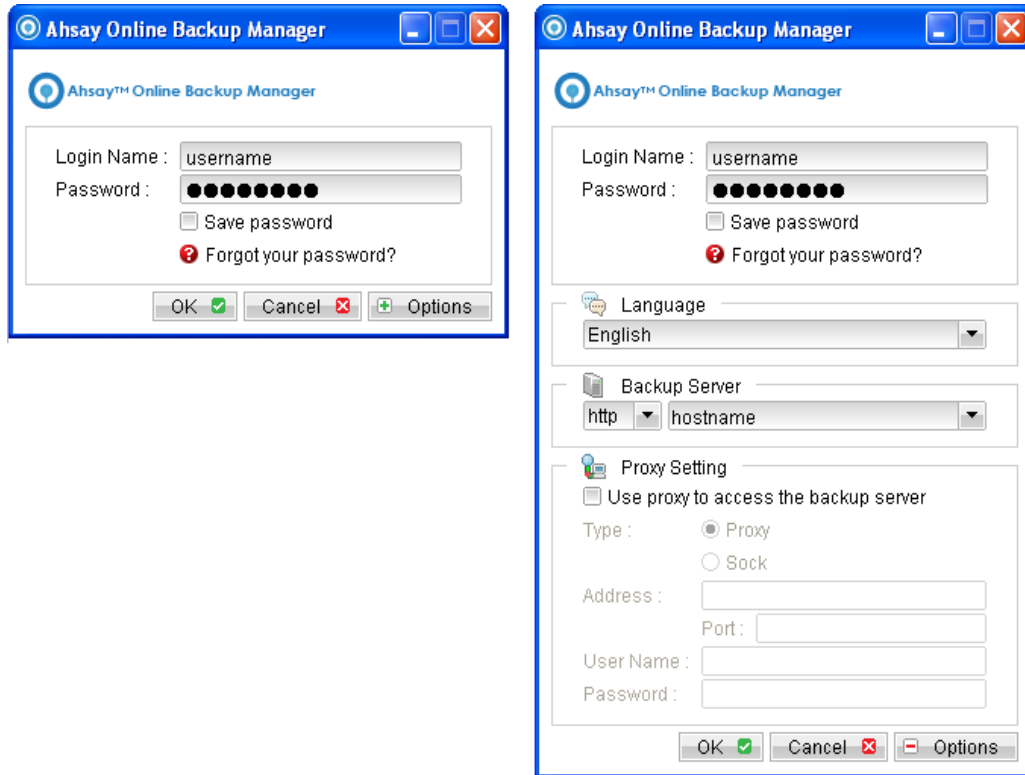 Ahsay Online Backup Manager
Ahsay™ Online Backup Manager
Login Name : username
Password : ●●●●●●●●
Save password
Forgot your password?
OK Cancel Options
Ahsay Online Backup Manager
Ahsay™ Online Backup Manager
Login Name : username
Password : ●●●●●●●●
Save password
Forgot your password?
Language
English
Backup Server
http hostname
Proxy Setting
Use proxy to access the backup server
Type : Proxy
Sock
Address :
Port :
User Name :
Password :
OK Cancel Options